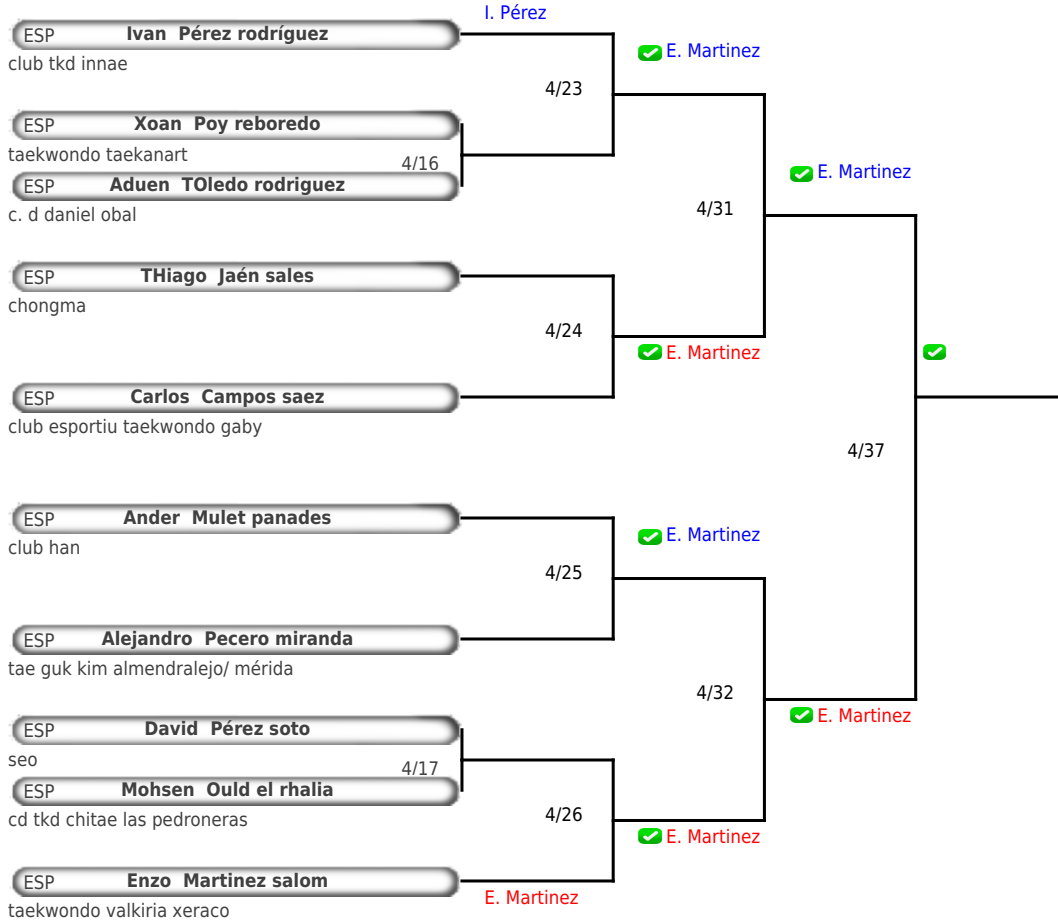 I. Pérez
ESP Ivan Pérez rodríguez
club tkd innae
E. Martinez
4/23
ESP Xoan Poy reboredo
taekwondo taekanart
4/16
ESP Aduen TOledo rodriguez
c. d daniel obal
E. Martinez
4/31
ESP THiago Jaén sales
chongma
4/24
E. Martinez
ESP Carlos Campos saez
club esportiu taekwondo gaby
4/37
ESP Ander Mulet panades
club han
E. Martinez
4/25
ESP Alejandro Pecero miranda
tae guk kim almendralejo/ mérida
4/32
E. Martinez
ESP David Pérez soto
seo
4/17
ESP Mohsen Ould el rhalia
cd tkd chitae las pedroneras
4/26
E. Martinez
ESP Enzo Martinez salom
E. Martinez
taekwondo valkiria xeraco